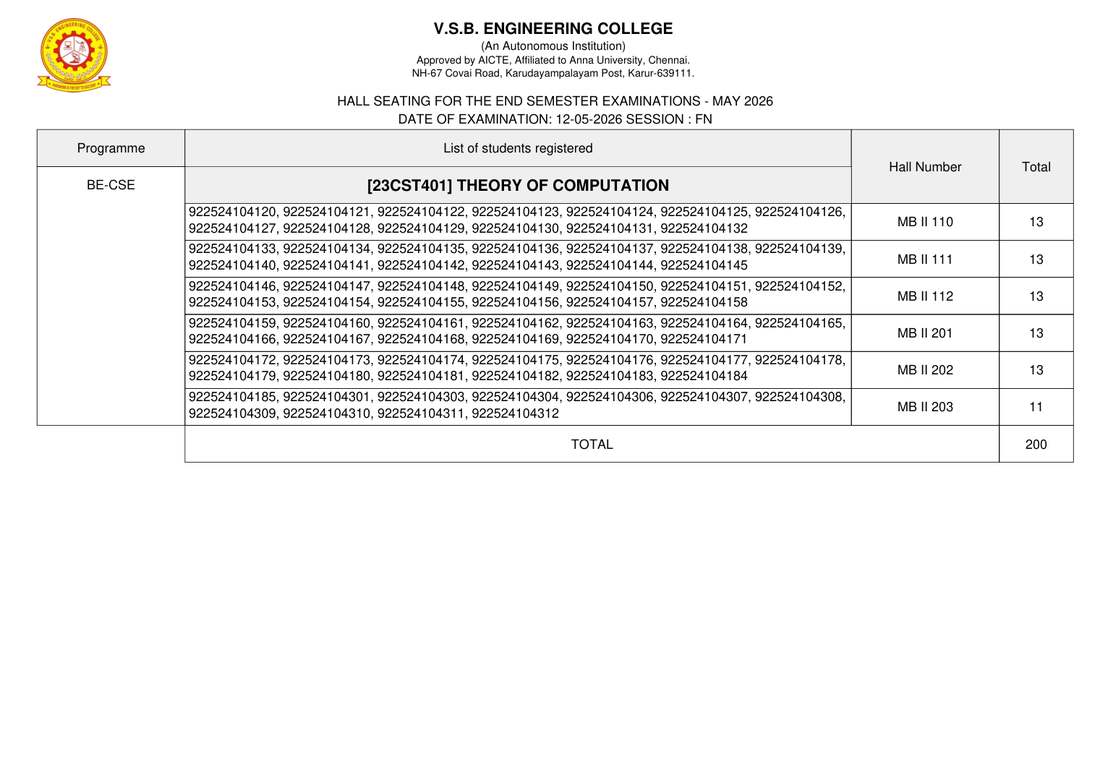 V.S.B. ENGINEERING COLLEGE
(An Autonomous Institution)
Approved by AICTE, Affiliated to Anna University, Chennai.
NH-67 Covai Road, Karudayampalayam Post, Karur-639111.
HALL SEATING FOR THE END SEMESTER EXAMINATIONS - MAY 2026
DATE OF EXAMINATION: 12-05-2026 SESSION : FN
Programme
List of students registered
Hall Number
Total
BE-CSE
[23CST401] THEORY OF COMPUTATION
922524104120, 922524104121, 922524104122, 922524104123, 922524104124, 922524104125, 922524104126,
922524104127, 922524104128, 922524104129, 922524104130, 922524104131, 922524104132
MB II 110
13
922524104133, 922524104134, 922524104135, 922524104136, 922524104137, 922524104138, 922524104139,
922524104140, 922524104141, 922524104142, 922524104143, 922524104144, 922524104145
MB II 111
13
922524104146, 922524104147, 922524104148, 922524104149, 922524104150, 922524104151, 922524104152,
922524104153, 922524104154, 922524104155, 922524104156, 922524104157, 922524104158
MB II 112
13
922524104159, 922524104160, 922524104161, 922524104162, 922524104163, 922524104164, 922524104165,
922524104166, 922524104167, 922524104168, 922524104169, 922524104170, 922524104171
MB II 201
13
922524104172, 922524104173, 922524104174, 922524104175, 922524104176, 922524104177, 922524104178,
922524104179, 922524104180, 922524104181, 922524104182, 922524104183, 922524104184
MB II 202
13
922524104185, 922524104301, 922524104303, 922524104304, 922524104306, 922524104307, 922524104308,
922524104309, 922524104310, 922524104311, 922524104312
MB II 203
11
TOTAL
200